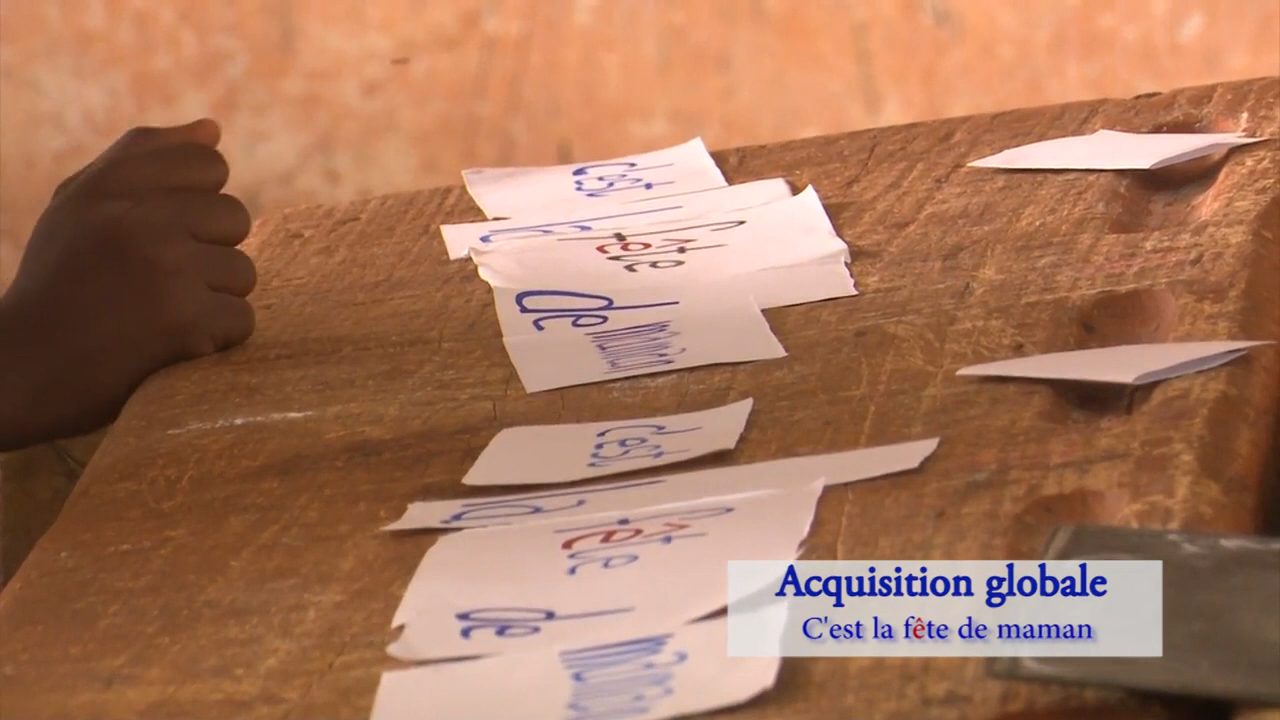 c'est
la
fête
de
maman
c'est
la
fête
de
maman
Acquisition globale
C'est la fête de maman